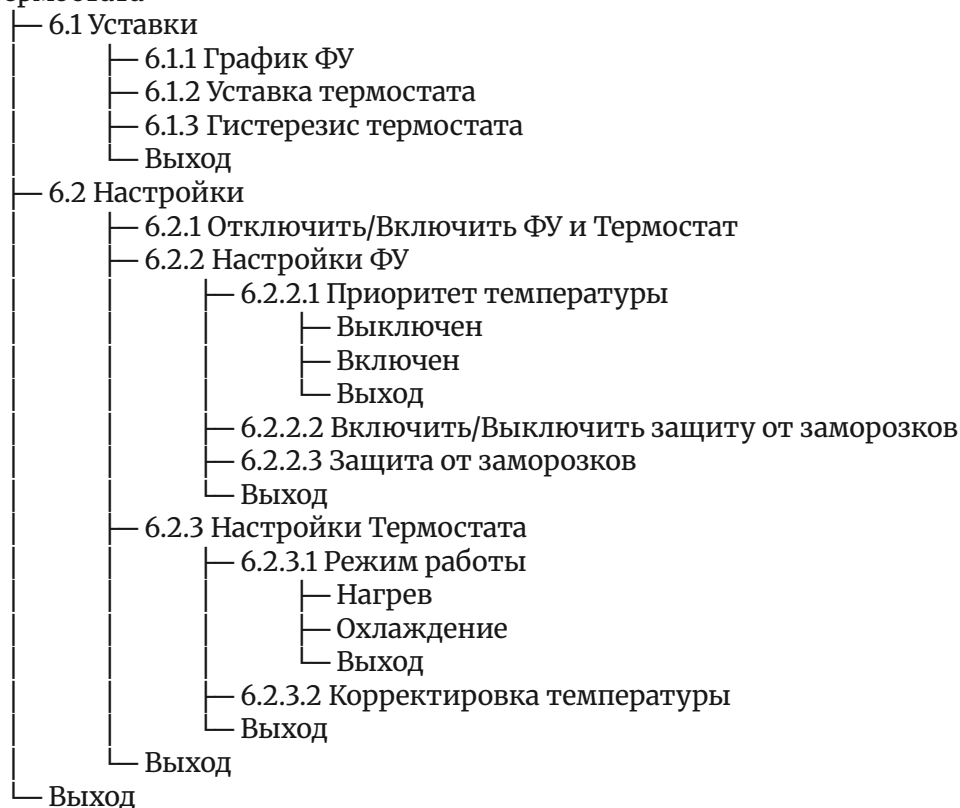 6.1 Уставки
6.1.1 График ФУ
6.1.2 Уставка термостата
6.1.3 Гистерезис термостата
Выход
6.2 Настройки
6.2.1 Отключить/Включить ФУ и Термостат
6.2.2 Настройки ФУ
6.2.2.1 Приоритет температуры
Выключен
Включен
Выход
6.2.2.2 Включить/Выключить защиту от заморозков
6.2.2.3 Защита от заморозков
Выход
6.2.3 Настройки Термостата
6.2.3.1 Режим работы
Нагрев
Охлаждение
Выход
6.2.3.2 Корректировка температуры
Выход
Выход
Выход